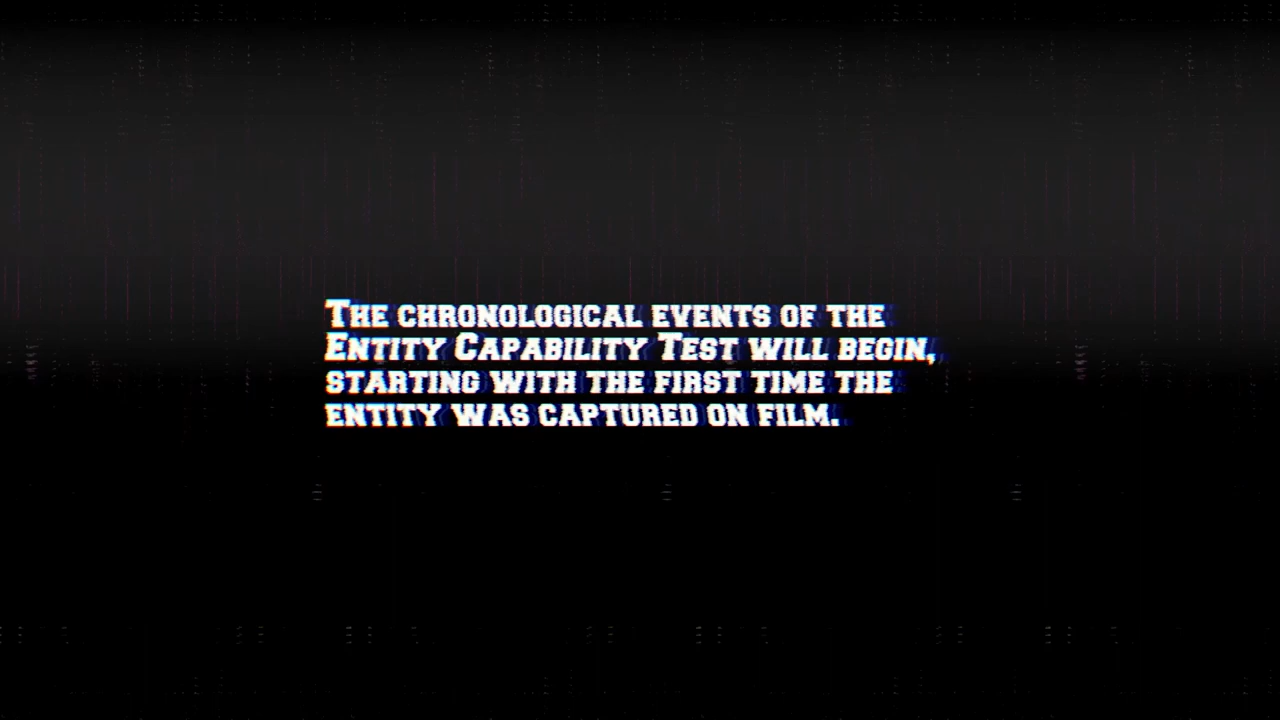 The chronological events of the
Entity Capability Test will begin,
starting with the first time the
entity was captured on film.